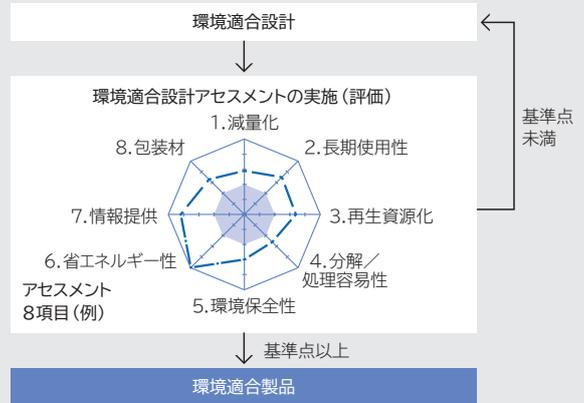 環境適合設計
環境適合設計アセスメントの実施（評価）
1.減量化
2.長期使用性
3.再生資源化
4.分解／
処理容易性
5.環境保全性
6.省エネルギー性
7.情報提供
8.包装材
アセスメント
8項目（例）
基準点
未満
基準点以上
環境適合製品